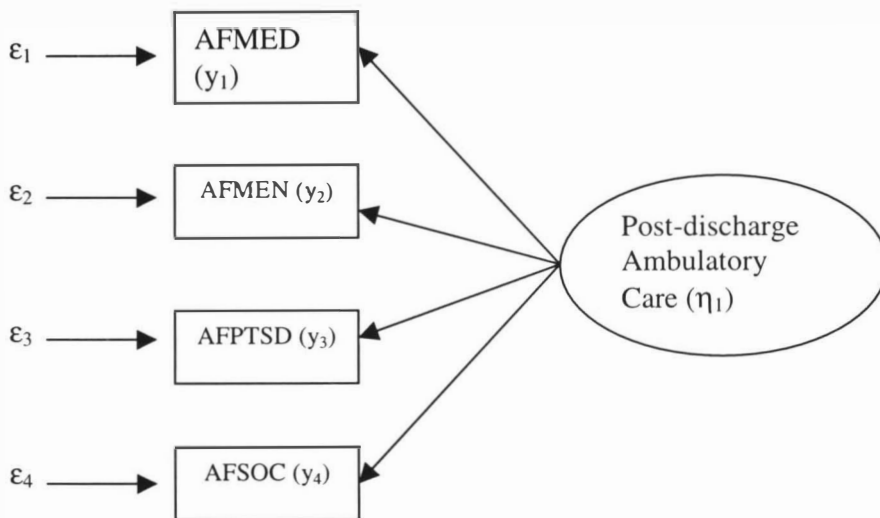 ε₁
AFMED
(y₁)
ε₂
AFMEN (y₂)
ε₃
AFPTSD (y₃)
ε₄
AFSOC (y₄)
Post-discharge
Ambulatory
Care (η₁)